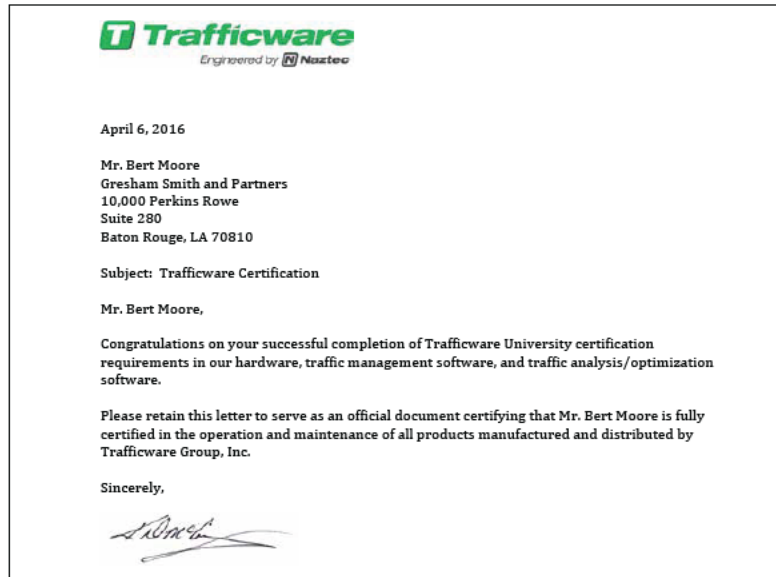 T Trafficware
Engineered by N Naztec
April 6, 2016
Mr. Bert Moore
Gresham Smith and Partners
10,000 Perkins Rowe
Suite 280
Baton Rouge, LA 70810
Subject: Trafficware Certification
Mr. Bert Moore,
Congratulations on your successful completion of Trafficware University certification
requirements in our hardware, traffic management software, and traffic analysis/optimization
software.
Please retain this letter to serve as an official document certifying that Mr. Bert Moore is fully
certified in the operation and maintenance of all products manufactured and distributed by
Trafficware Group, Inc.
Sincerely,